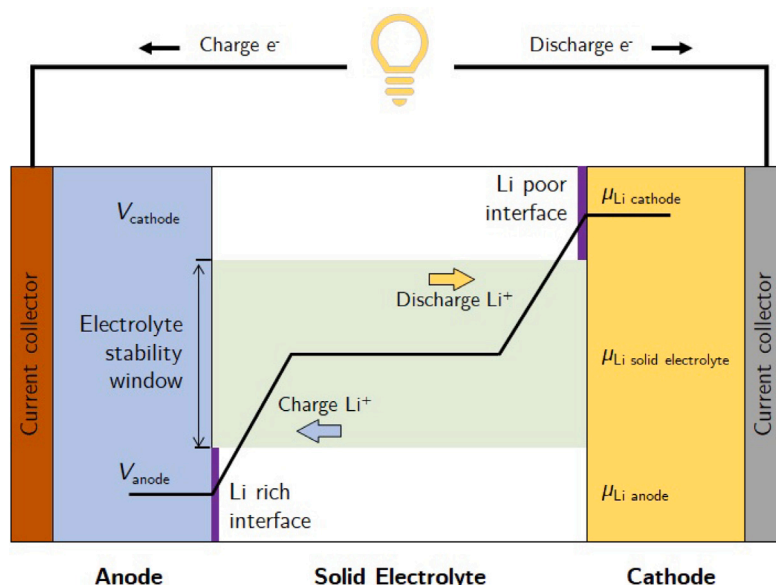 Charge e⁻
Discharge e⁻
Li poor
interface
V_cathode
μ_Li cathode
Discharge Li⁺
Electrolyte
stability
window
μ_Li solid electrolyte
Charge Li⁺
V_anode
Li rich
interface
μ_Li anode
Current collector
Current collector
Anode
Solid Electrolyte
Cathode